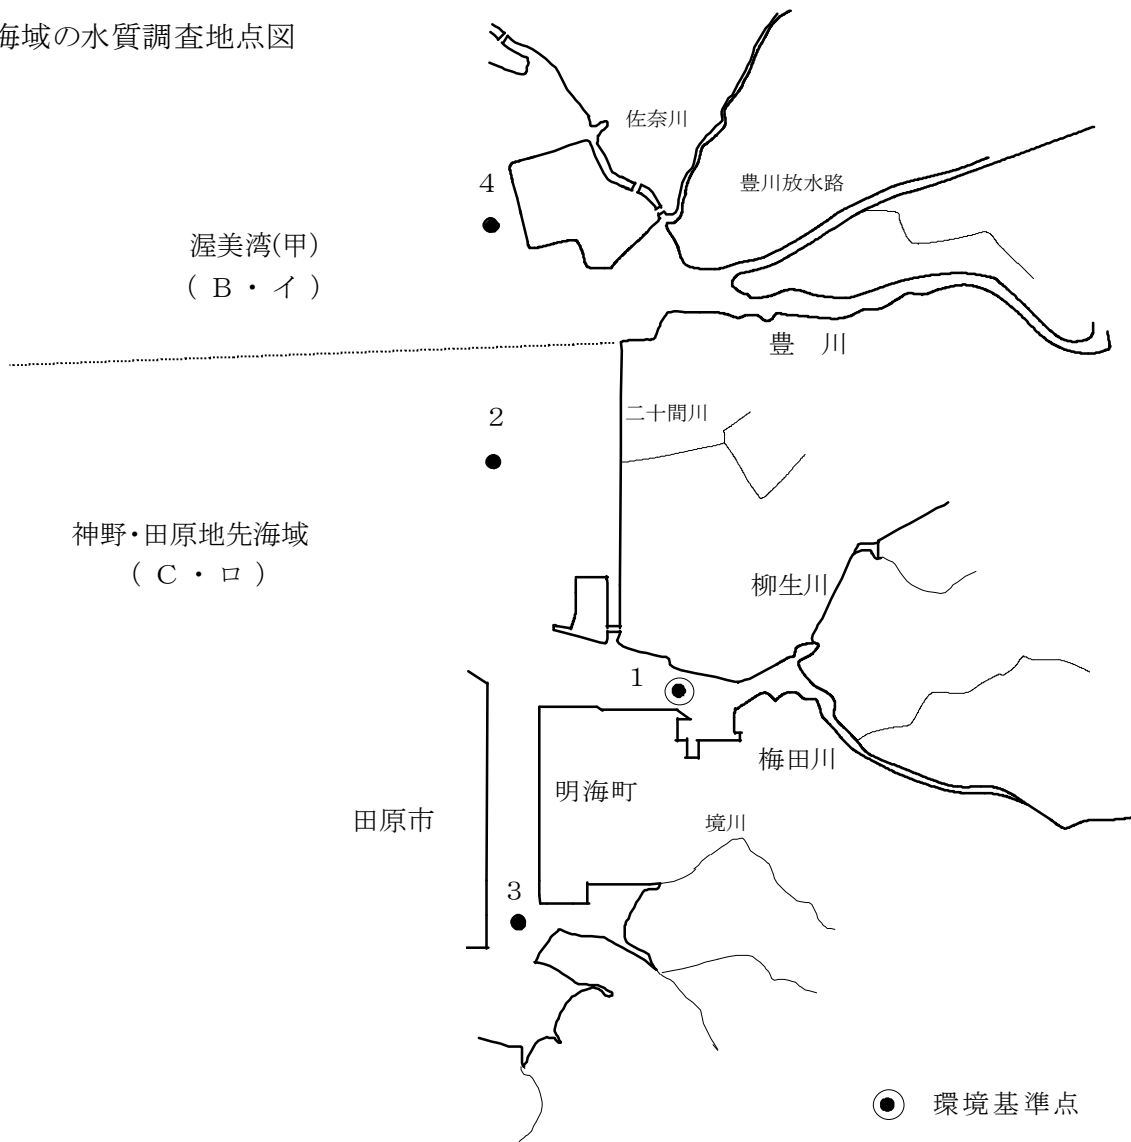 海域の水質調査地点図
佐奈川
4
豊川放水路
渥美湾(甲)
( B・イ )
豊 川
2
二十間川
神野・田原地先海域
( C・ロ )
柳生川
1
梅田川
明海町
田原市
境川
3
環境基準点